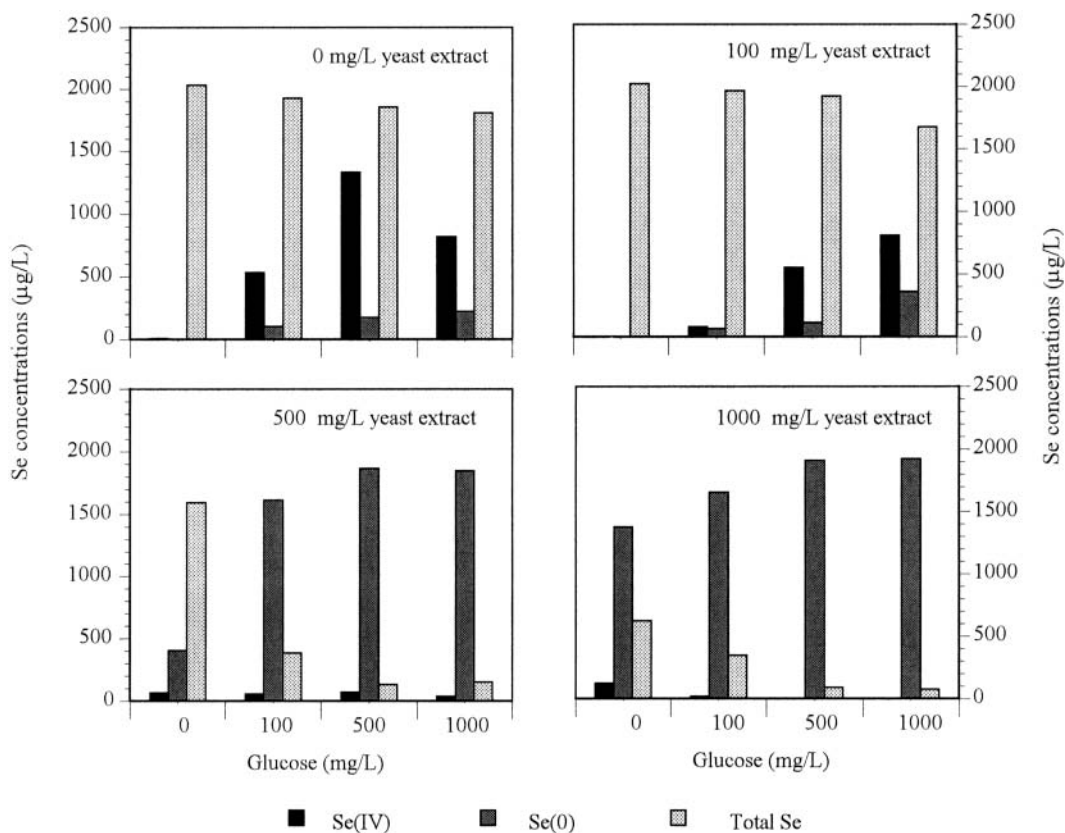 2500
2000
1500
1000
500
0
0 mg/L yeast extract
100 mg/L yeast extract
2500
2000
1500
1000
500
0
Se concentrations (µg/L)
Se concentrations (µg/L)
2500
2000
1500
1000
500
0
500 mg/L yeast extract
1000 mg/L yeast extract
2500
2000
1500
1000
500
0
0 100 500 1000
0 100 500 1000
Glucose (mg/L)
Glucose (mg/L)
Se(IV) Se(0) Total Se